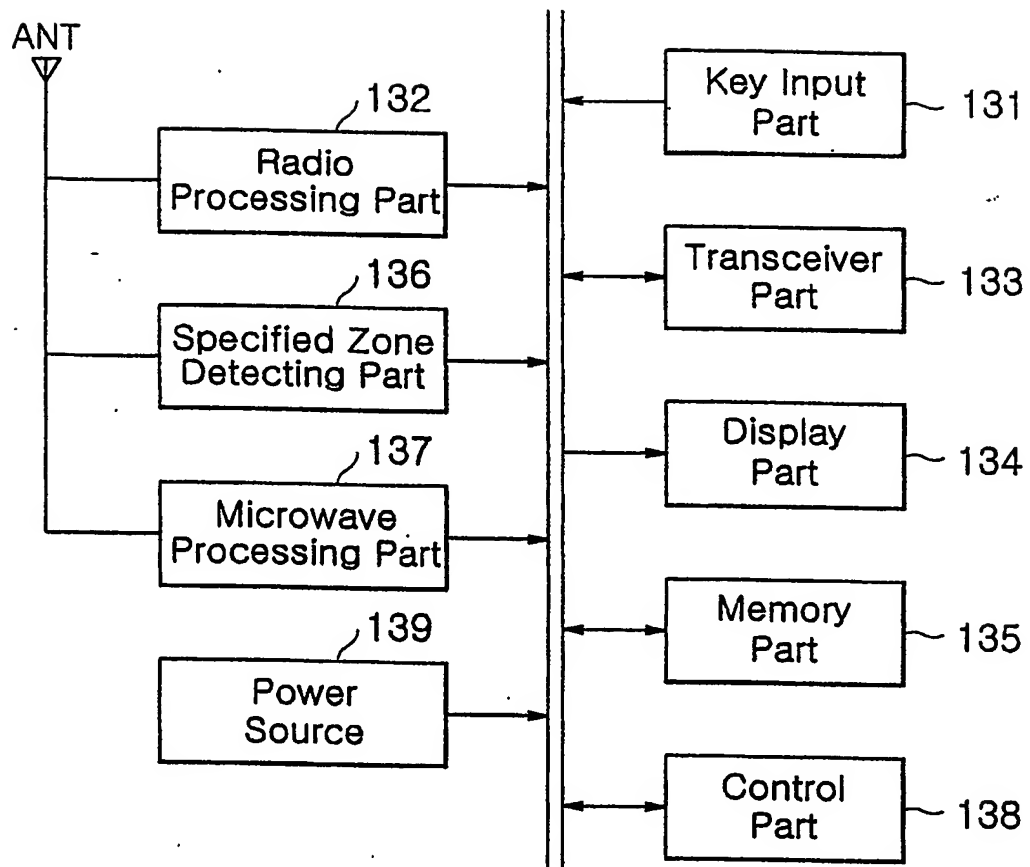 ANT
132
Radio
Processing Part
136
Specified Zone
Detecting Part
137
Microwave
Processing Part
139
Power
Source
Key Input
Part
131
Transceiver
Part
133
Display
Part
134
Memory
Part
135
Control
Part
138